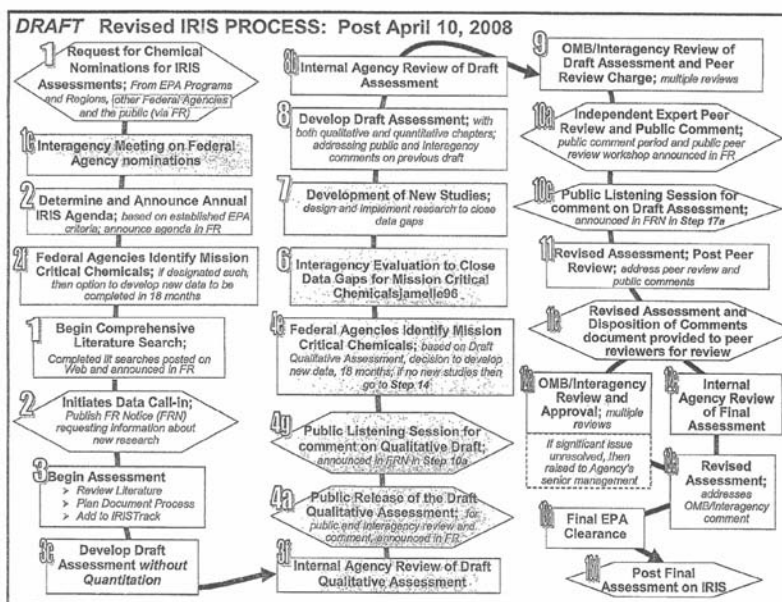 DRAFT Revised IRIS PROCESS: Post April 10, 2008
1
Request for Chemical
Nominations for IRIS
Assessments; From EPA Programs
and Regions, other Federal Agencies
and the public (via FR)
1c
Interagency Meeting on Federal
Agency nominations
2
Determine and Announce Annual
IRIS Agenda; based on established EPA
criteria; announce agenda in FR
2f
Federal Agencies Identify Mission
Critical Chemicals; if designated such,
then option to develop new data to be
completed in 18 months
1
Begin Comprehensive
Literature Search;
Completed lit searches posted on
Web and announced in FR
2
Initiates Data Call-in;
Publish FR Notice (FRN)
requesting information about
new research
3
Begin Assessment
➤ Review Literature
➤ Plan Document Process
➤ Add to IRISTrack
3c
Develop Draft
Assessment without
Quantitation
8b
Internal Agency Review of Draft
Assessment
8
Develop Draft Assessment; with
both qualitative and quantitative chapters;
addressing public and Interagency
comments on previous draft
7
Development of New Studies;
design and implement research to close
data gaps
6
Interagency Evaluation to Close
Data Gaps for Mission Critical
Chemicalsjamelle96
4e
Federal Agencies Identify Mission
Critical Chemicals; based on Draft
Qualitative Assessment, decision to develop
new data, 18 months; if no new studies then
go to Step 14
4g
Public Listening Session for
comment on Qualitative Draft;
announced in FRN in Step 10a
4a
Public Release of the Draft
Qualitative Assessment; for
public and interagency review and
comment, announced in FR
3f
Internal Agency Review of Draft
Qualitative Assessment
9
OMB/Interagency Review of
Draft Assessment and Peer
Review Charge; multiple reviews
10a
Independent Expert Peer
Review and Public Comment;
public comment period and public peer
review workshop announced in FR
10c
Public Listening Session for
comment on Draft Assessment;
announced in FRN in Step 17a
11
Revised Assessment; Post Peer
Review; address peer review and
public comments
Revised Assessment and
Disposition of Comments
document provided to peer
reviewers for review
OMB/Interagency
Review and
Approval; multiple
reviews
If significant issue
unresolved, then
raised to Agency's
senior management
Internal
Agency Review
of Final
Assessment
Revised
Assessment;
addresses
OMB/Interagency
comment
Final EPA
Clearance
Post Final
Assessment on IRIS